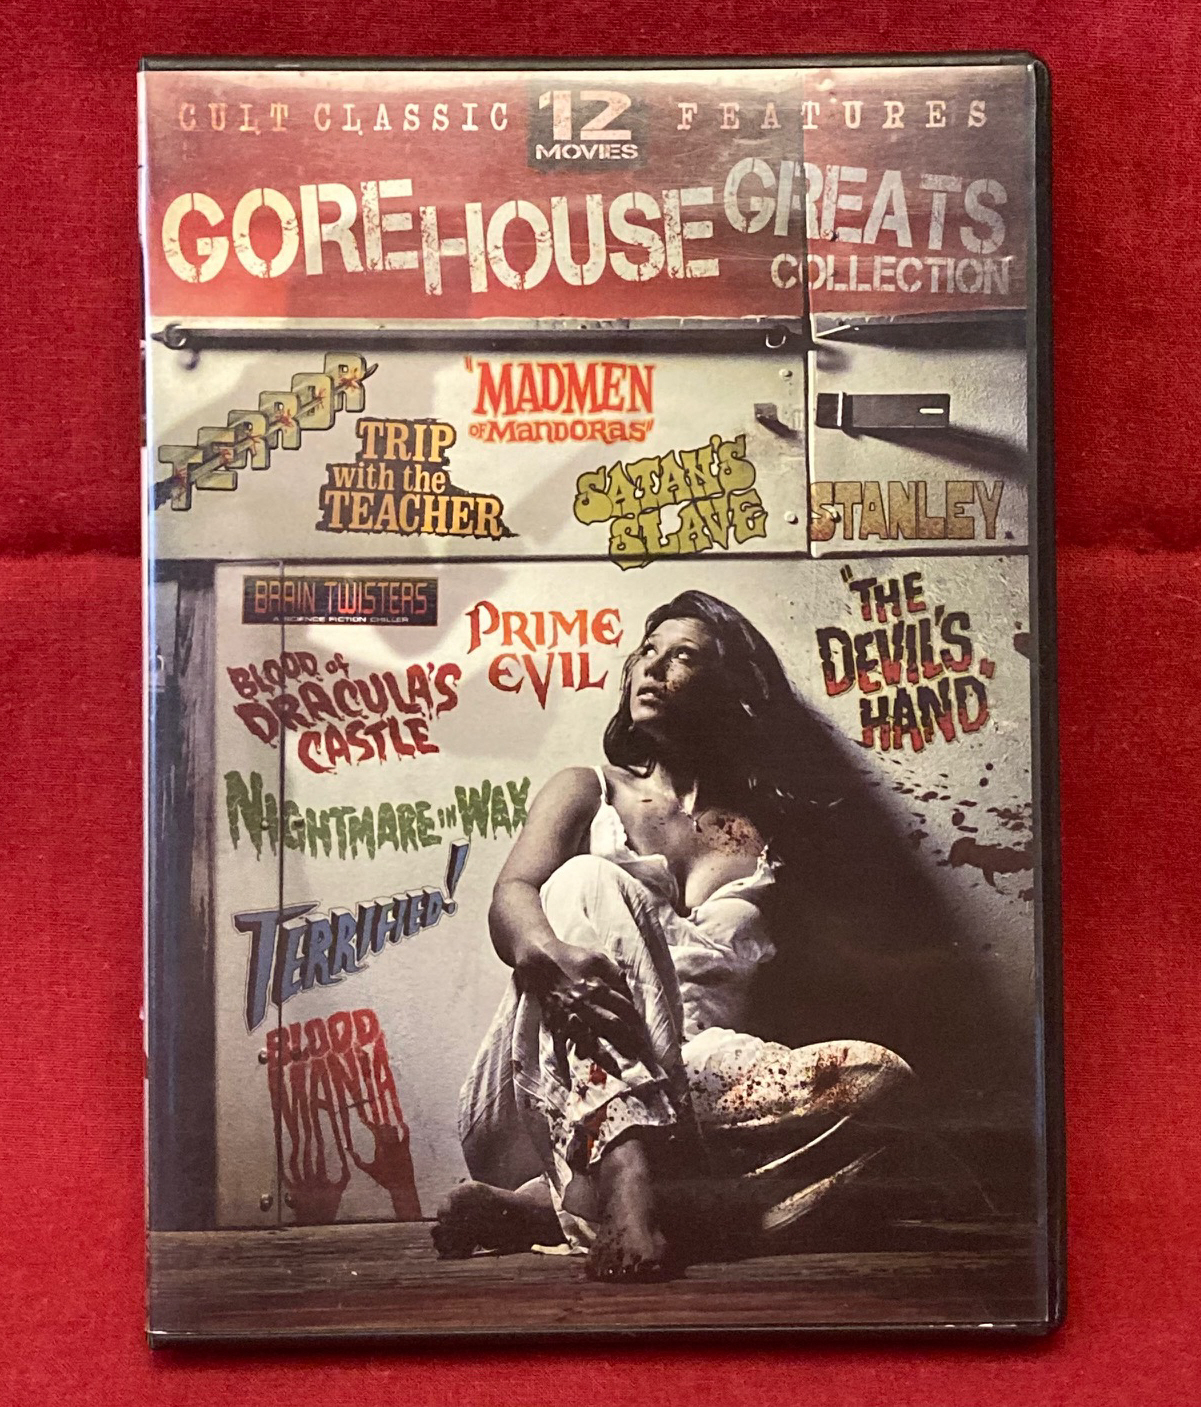 CULT CLASSIC 12 FEATURES
MOVIES
GOREHOUSE GREATS
COLLECTION
TERROR
"MADMEN
OF MANDORAS"
TRIP
with the
TEACHER
SATAN'S
SLAVE
STANLEY
BRAIN TWISTERS
A SCIENCE FICTION CHILLER
PRIME
EVIL
"THE
DEVIL'S
HAND
BLOOD of
DRACULA'S
CASTLE
NIGHTMARE IN WAX
TERRIFIED!
BLOOD
MANIA